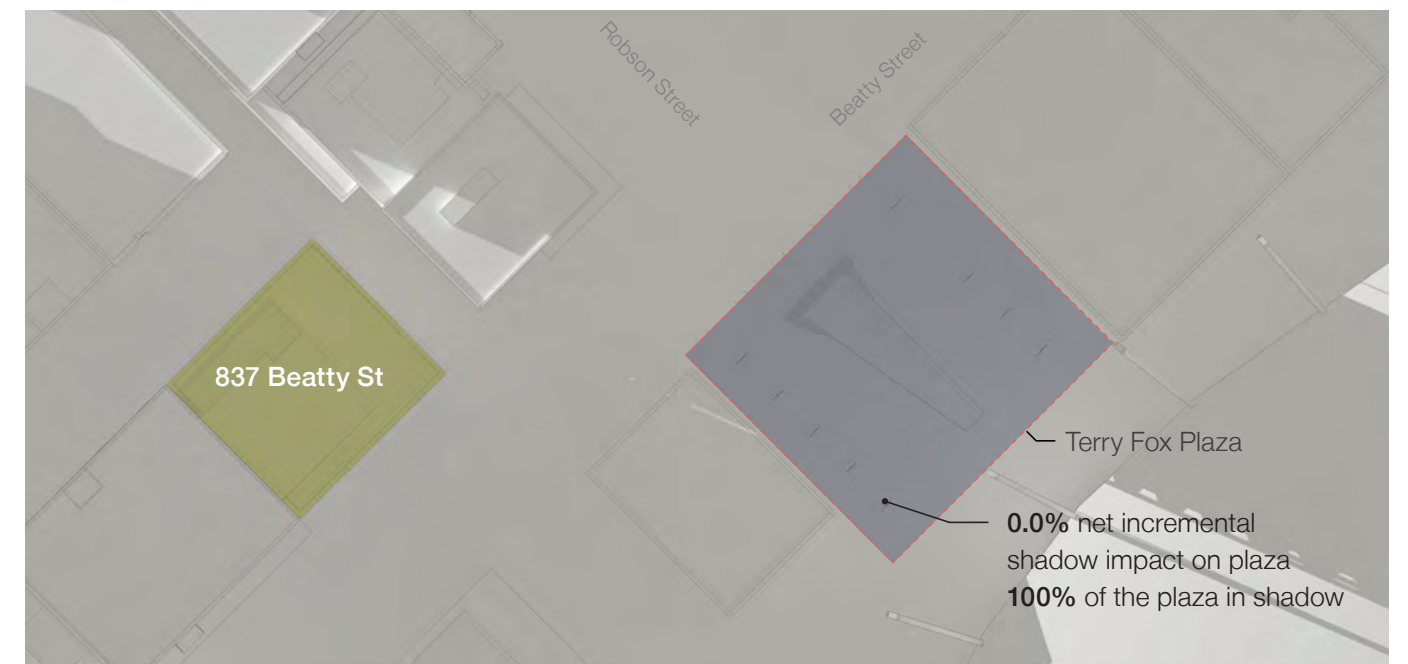 Robson Street
Beatty Street
837 Beatty St
Terry Fox Plaza
0.0% net incremental
shadow impact on plaza
100% of the plaza in shadow